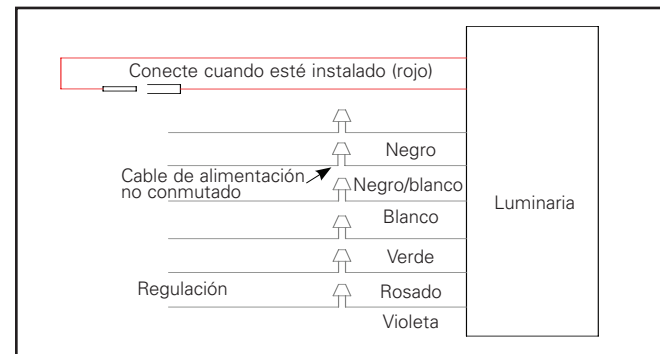 Conecte cuando esté instalado (rojo)
Negro
Cable de alimentación
no conmutado
Negro/blanco
Luminaria
Blanco
Verde
Regulación
Rosado
Violeta